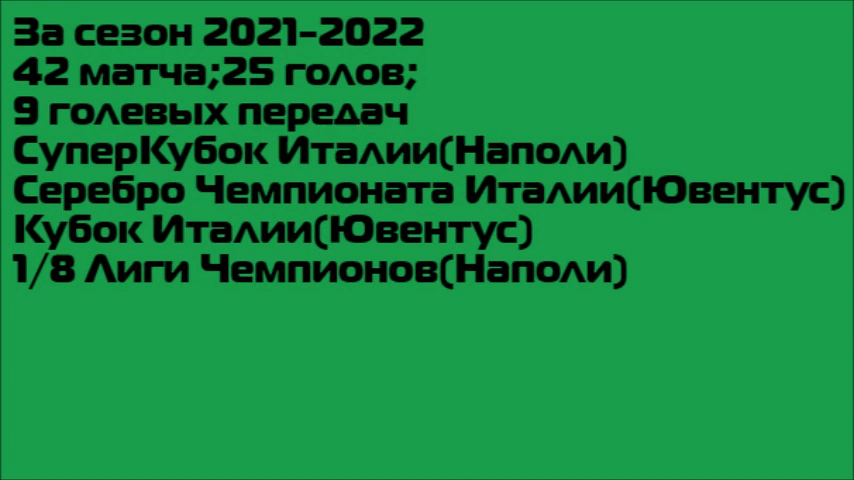 За сезон 2021-2022
42 матча;25 голов;
9 голевых передач
СуперКубок Италии(Наполи)
Серебро Чемпионата Италии(Ювентус)
Кубок Италии(Ювентус)
1/8 Лиги Чемпионов(Наполи)